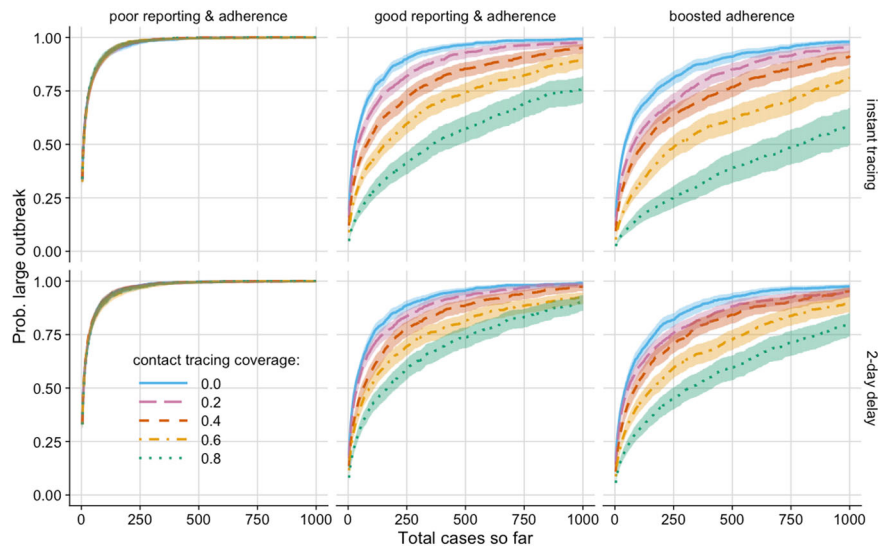 poor reporting & adherence
good reporting & adherence
boosted adherence
Prob. large outbreak
1.00
0.75
0.50
0.25
0.00
instant tracing
1.00
0.75
0.50
0.25
0.00
contact tracing coverage:
0.0
0.2
0.4
0.6
0.8
2-day delay
0 250 500 750 1000
0 250 500 750 1000
0 250 500 750 1000
Total cases so far